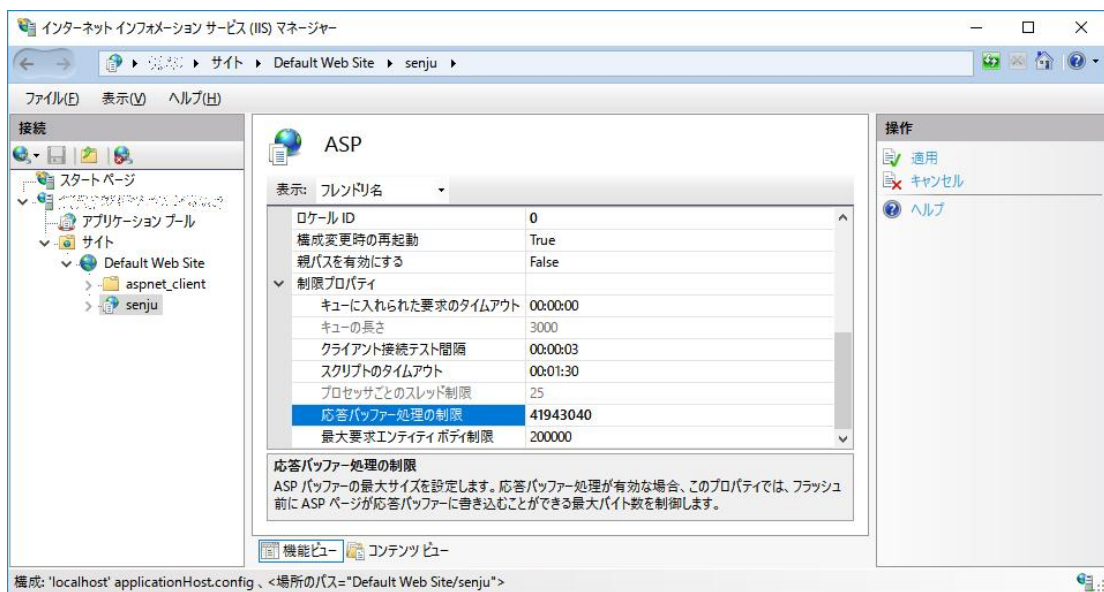 インターネット インフォメーション サービス (IIS) マネージャー
サイト Default Web Site senju
ファイル(F) 表示(V) ヘルプ(H)
接続
スタート ページ
アプリケーション プール
サイト
Default Web Site
aspnet_client
senju
ASP
表示: フレンドリ名
ロケール ID 0
構成変更時の再起動 True
親パスを有効にする False
制限プロパティ
キューに入れられた要求のタイムアウト 00:00:00
キューの長さ 3000
クライアント接続テスト間隔 00:00:03
スクリプトのタイムアウト 00:01:30
プロセッサごとのスレッド制限 25
応答バッファー処理の制限 41943040
最大要求エンティティ ボディ制限 200000
応答バッファー処理の制限
ASP バッファーの最大サイズを設定します。応答バッファー処理が有効な場合、このプロパティでは、フラッシュ
前に ASP ページが応答バッファーに書き込むことができる最大バイト数を制御します。
機能ビュー コンテンツ ビュー
操作
適用
キャンセル
ヘルプ
構成: 'localhost' applicationHost.config 、<場所のパス="Default Web Site/senju">